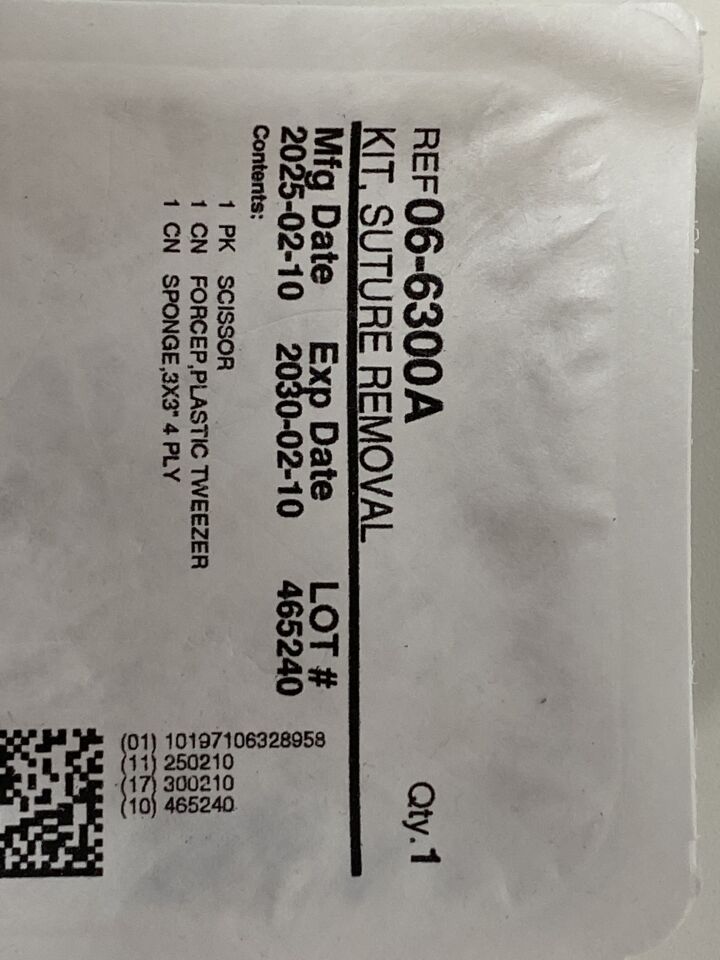 REF 06-6300A Qty.1
KIT, SUTURE REMOVAL
Mfg Date Exp Date LOT #
2025-02-10 2030-02-10 465240
Contents:
1 PK SCISSOR
1 CN FORCEP,PLASTIC TWEEZER
1 CN SPONGE,3X3" 4 PLY
(01) 10197106328958
(11) 250210
(17) 300210
(10) 465240